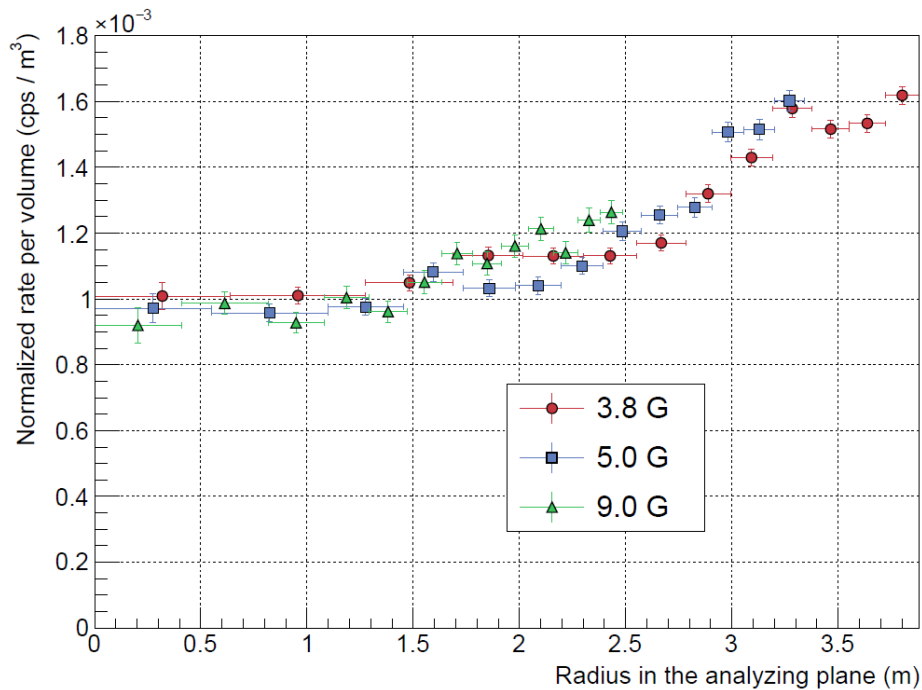 ×10⁻³
Normalized rate per volume (cps / m³)
1.8
1.6
1.4
1.2
1
0.8
0.6
0.4
0.2
0
3.8 G
5.0 G
9.0 G
0 0.5 1 1.5 2 2.5 3 3.5
Radius in the analyzing plane (m)